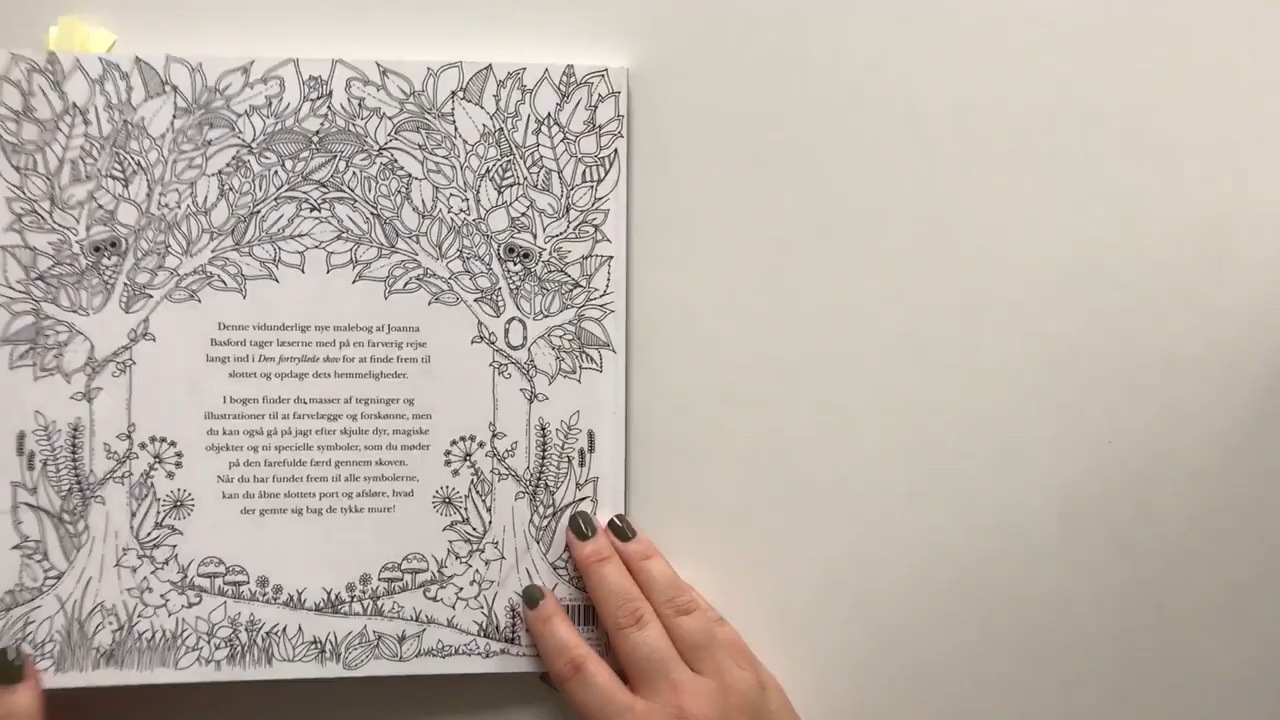 Denne vidunderlige nye malebog af Joanna
Basford tager læserne med på en farverig rejse
langt ind i Den fortryllede skov for at finde frem til
slottet og opdage dets hemmeligheder.
I bogen finder du masser af tegninger og
illustrationer til at farvelægge og forskønne, men
du kan også gå på jagt efter skjulte dyr, magiske
objekter og ni specielle symboler, som du møder
på den farefulde færd gennem skoven.
Når du har fundet frem til alle symbolerne,
kan du åbne slottets port og afsløre, hvad
der gemte sig bag de tykke mure!